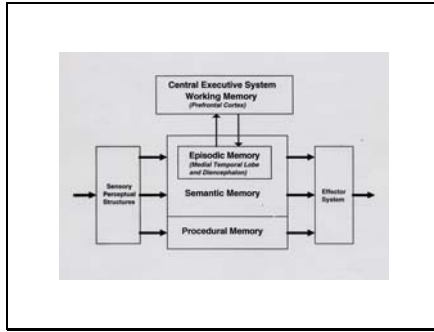 Central Executive System
Working Memory
(Prefrontal Cortex)
Episodic Memory
(Medial Temporal Lobe
and Diencephalon)
Sensory
Perceptual
Structures
Semantic Memory
Effector
System
Procedural Memory